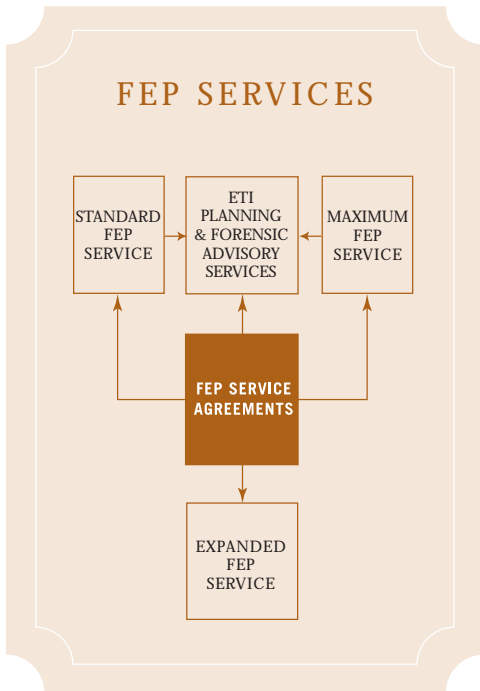 FEP SERVICES
STANDARD
FEP
SERVICE
ETI
PLANNING
& FORENSIC
ADVISORY
SERVICES
MAXIMUM
FEP
SERVICE
FEP SERVICE
AGREEMENTS
EXPANDED
FEP
SERVICE